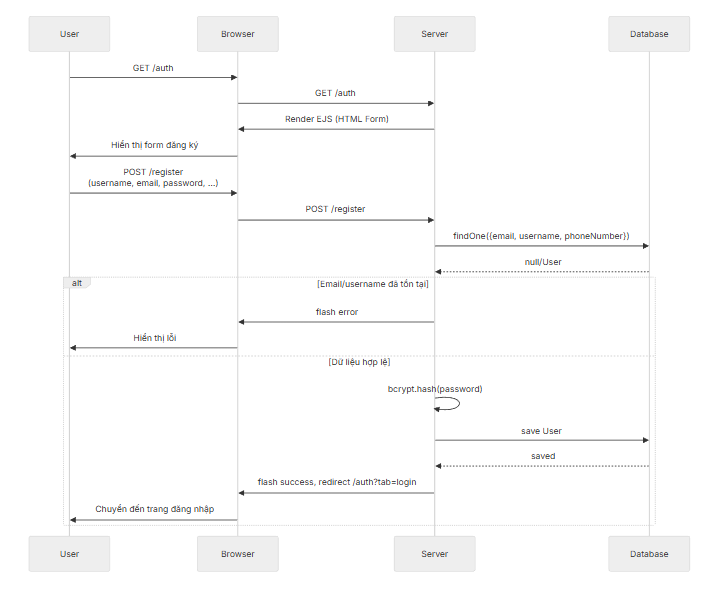 User
Browser
Server
Database
GET /auth
GET /auth
Render EJS (HTML Form)
Hiển thị form đăng ký
POST /register
(username, email, password, ...)
POST /register
findOne({email, username, phoneNumber})
null/User
alt
[Email/username đã tồn tại]
flash error
Hiển thị lỗi
[Dữ liệu hợp lệ]
bcrypt.hash(password)
save User
saved
flash success, redirect /auth?tab=login
Chuyển đến trang đăng nhập
User
Browser
Server
Database